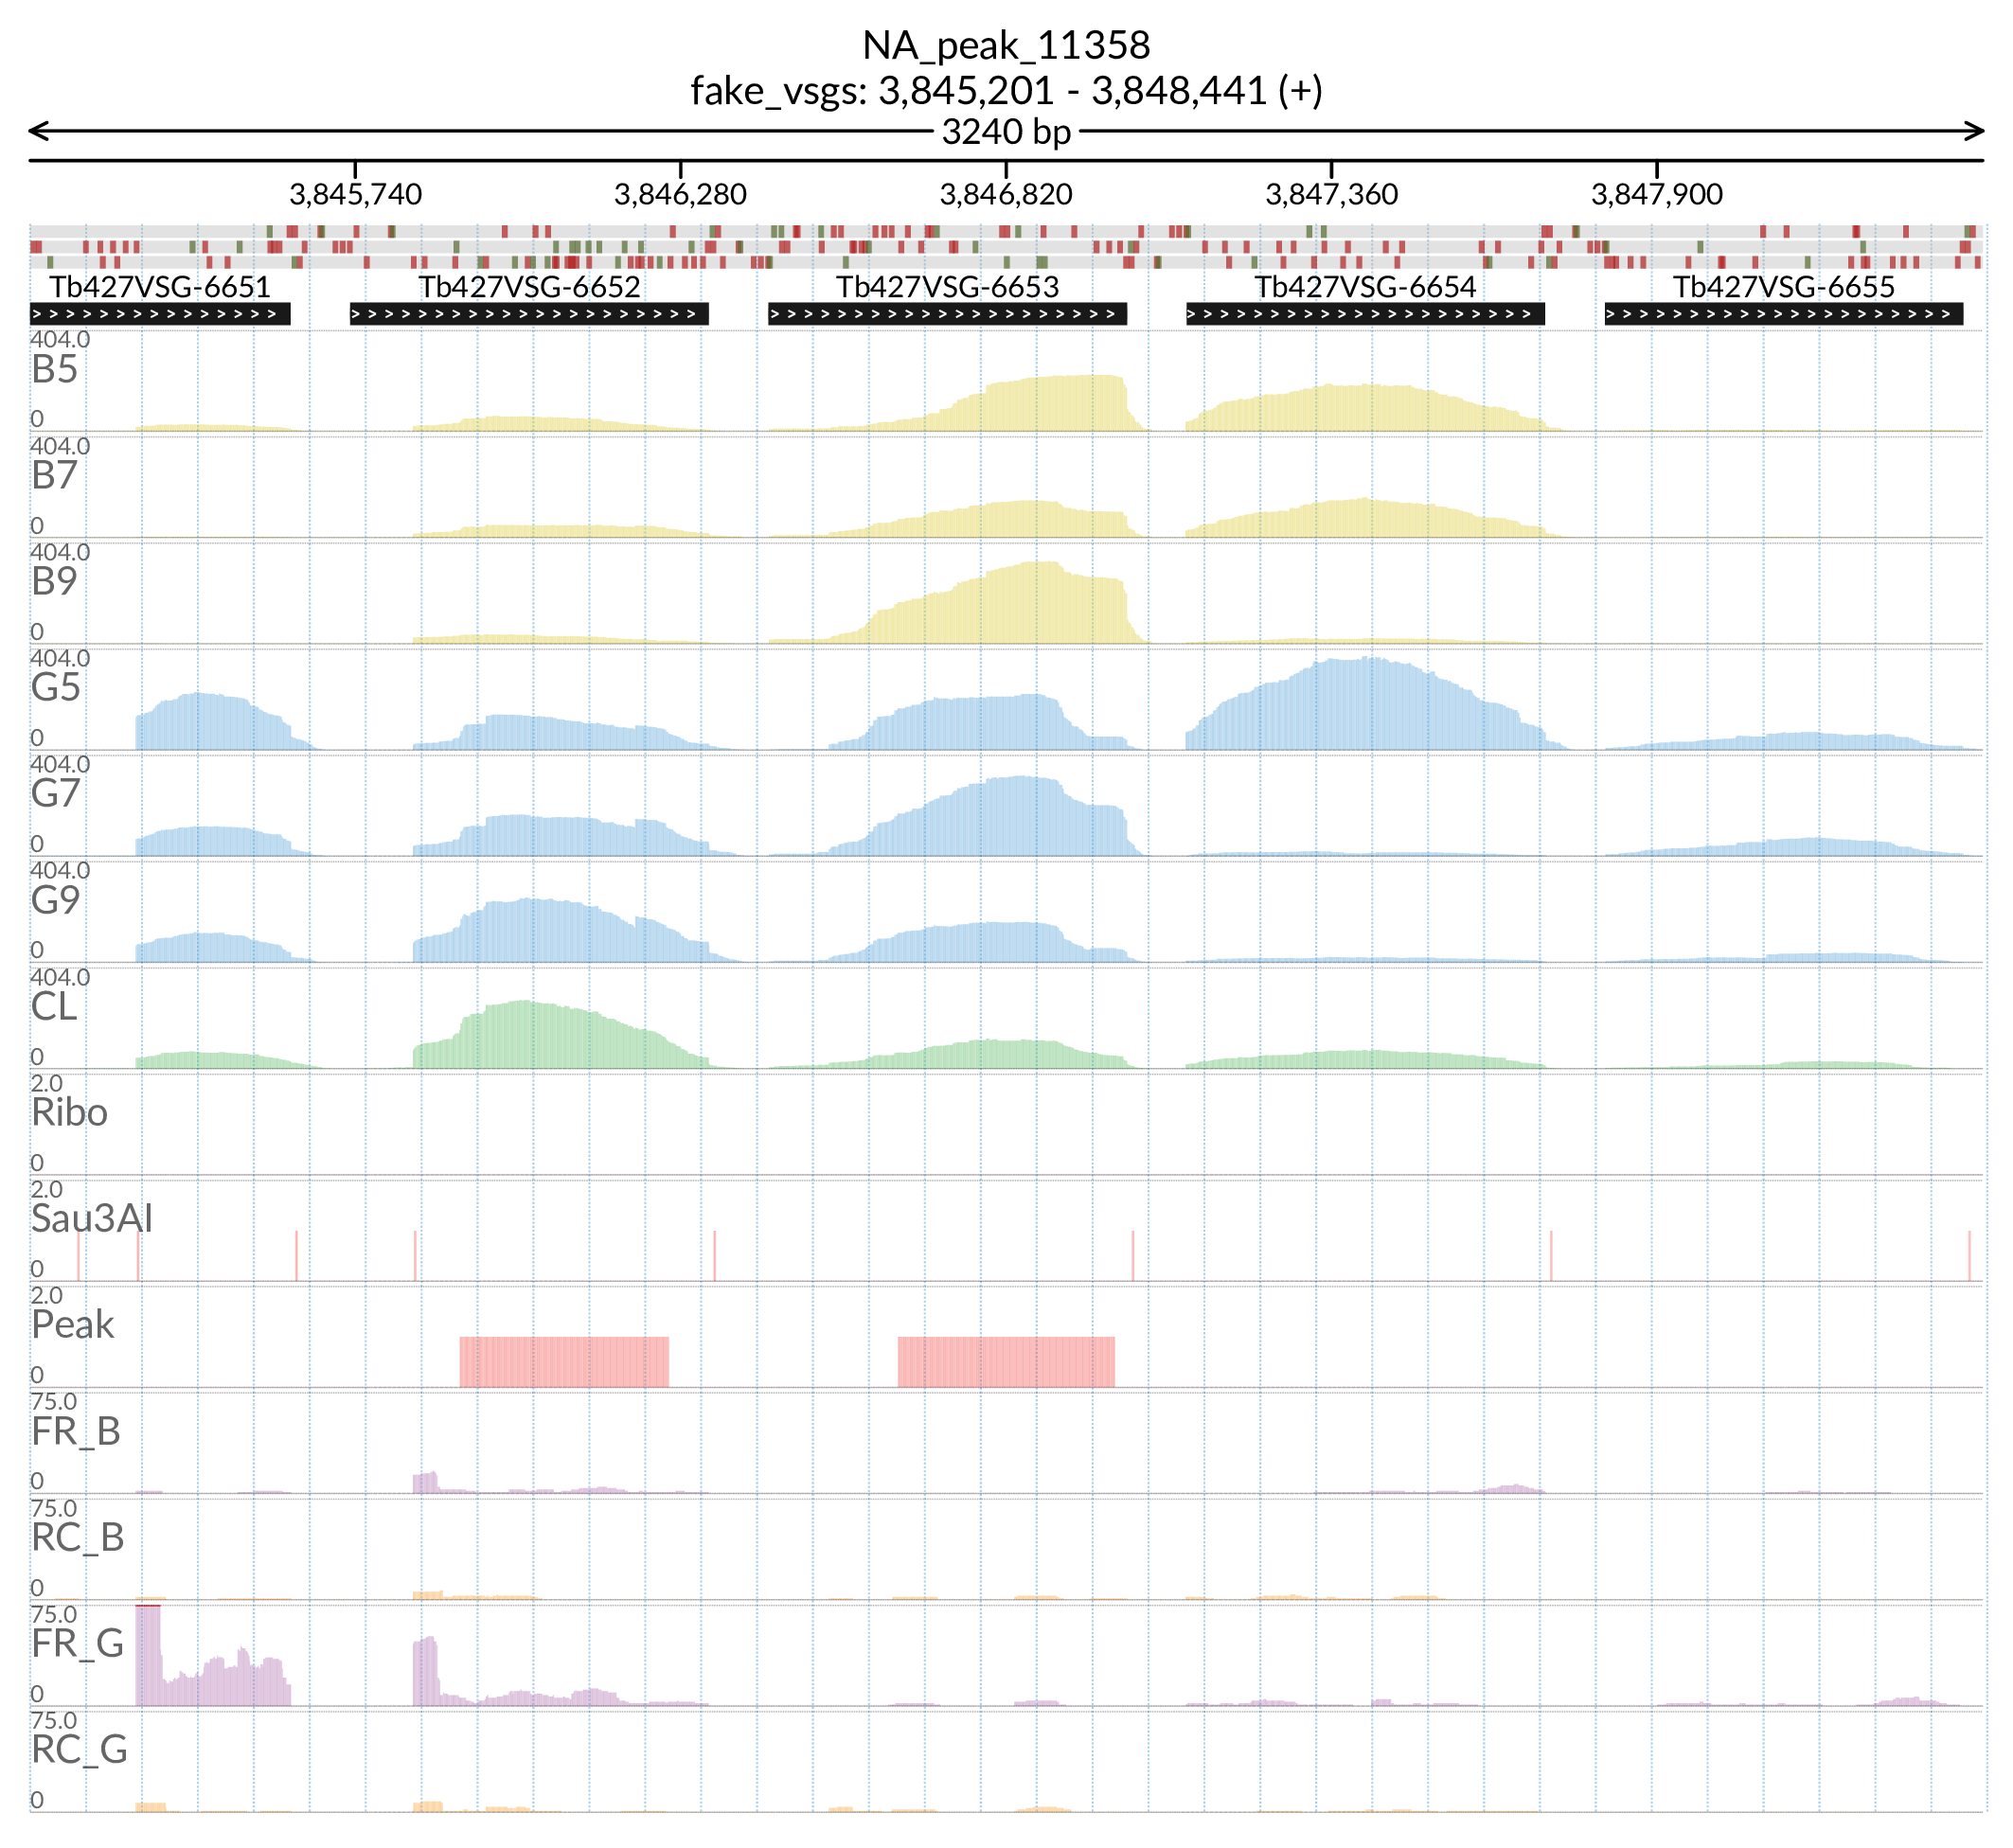 NA_peak_11358
fake_vsgs: 3,845,201 - 3,848,441 (+)
3240 bp
3,845,740 3,846,280 3,846,820 3,847,360 3,847,900
Tb427VSG-6651 Tb427VSG-6652 Tb427VSG-6653 Tb427VSG-6654 Tb427VSG-6655
404.0
B5
0
404.0
B7
0
404.0
B9
0
404.0
G5
0
404.0
G7
0
404.0
G9
0
404.0
CL
0
2.0
Ribo
0
2.0
Sau3AI
0
2.0
Peak
0
75.0
FR_B
0
75.0
RC_B
0
75.0
FR_G
0
75.0
RC_G
0